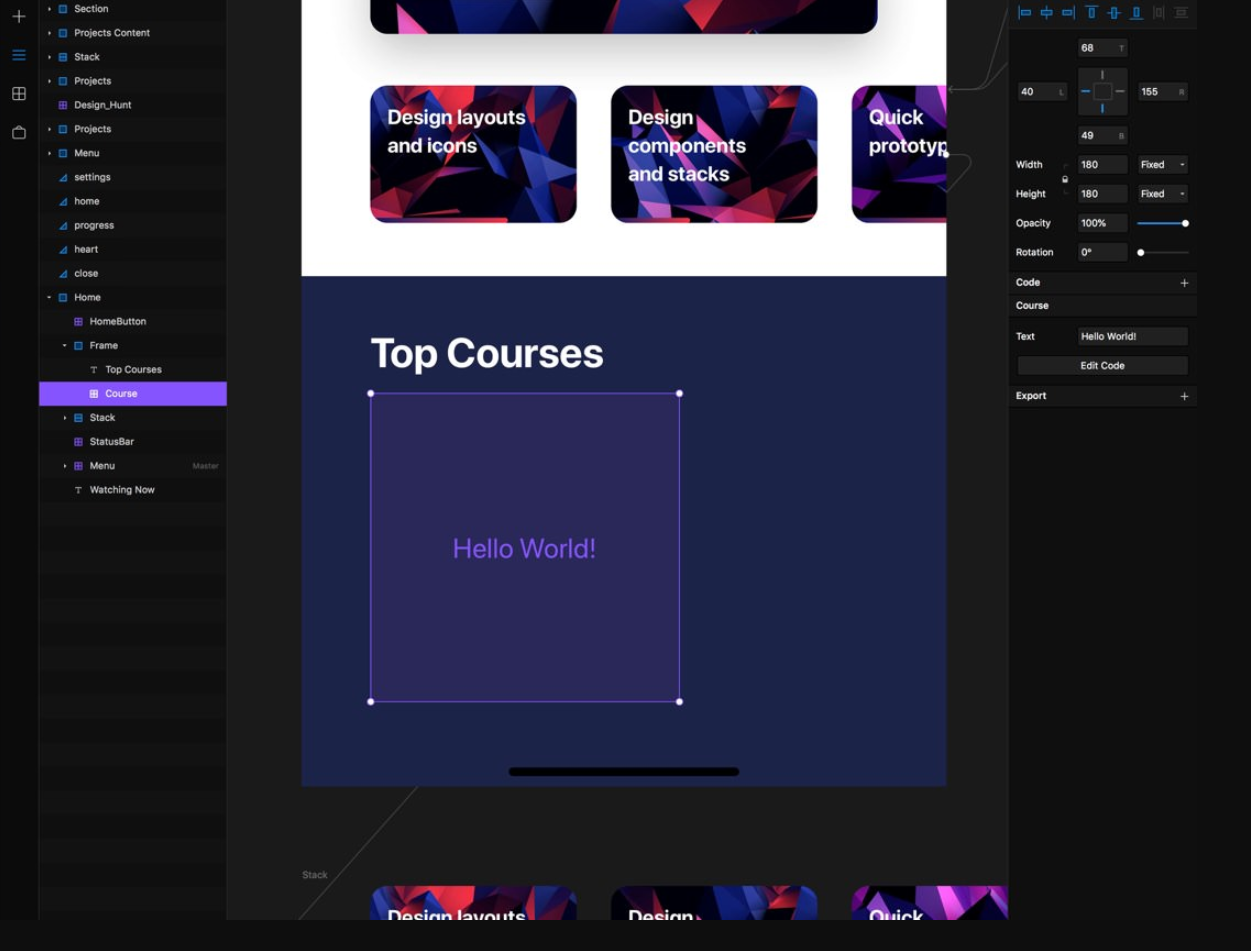 Section
Projects Content
Stack
Projects
Design_Hunt
Projects
Menu
settings
home
progress
heart
close
Home
HomeButton
Frame
Top Courses
Course
Stack
StatusBar
Menu Master
Watching Now
Design layouts
and icons
Design
components
and stacks
Quick
prototyp
Top Courses
Hello World!
Stack
Design layouts
Design
Quick
68 T
40 L
155 R
49 B
Width 180 Fixed
Height 180 Fixed
Opacity 100%
Rotation 0°
Code
Course
Text Hello World!
Edit Code
Export